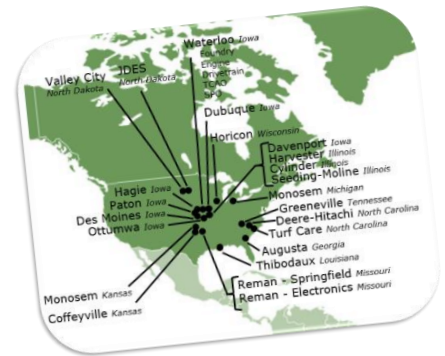 Waterloo Iowa
Foundry
Engine
Drivetrain
TCAO
SPO
Valley City
North Dakota
JDES
North Dakota
Dubuque Iowa
Horicon Wisconsin
Davenport Iowa
Harvester Illinois
Cylinder Illinois
Seeding-Moline Illinois
Hagie Iowa
Paton Iowa
Des Moines Iowa
Ottumwa Iowa
Monosem Michigan
Greneville Tennessee
Deere-Hitachi North Carolina
Turf Care North Carolina
Augusta Georgia
Thibodaux Louisiana
Reman - Springfield Missouri
Reman - Electronics Missouri
Monosem Kansas
Coffeyville Kansas